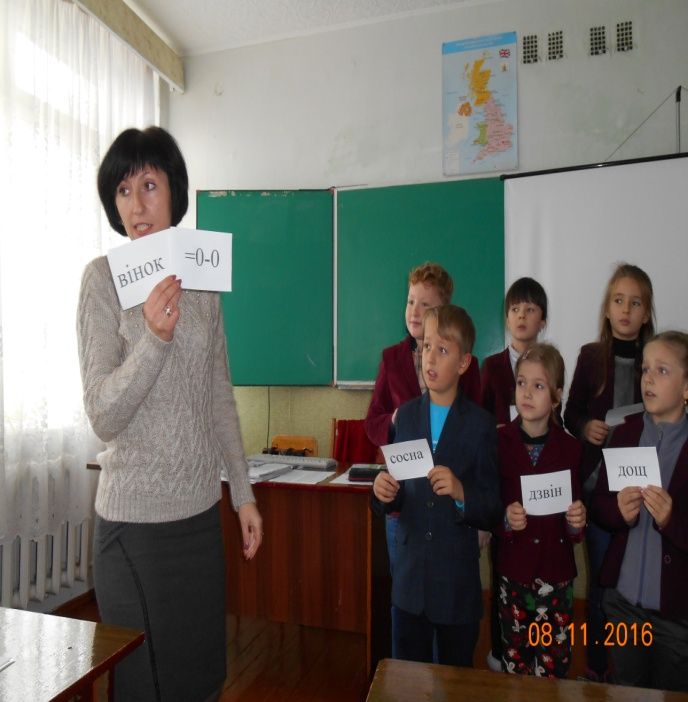 вінок
=0-0
сосна
дзвін
дощ
08.11.2016